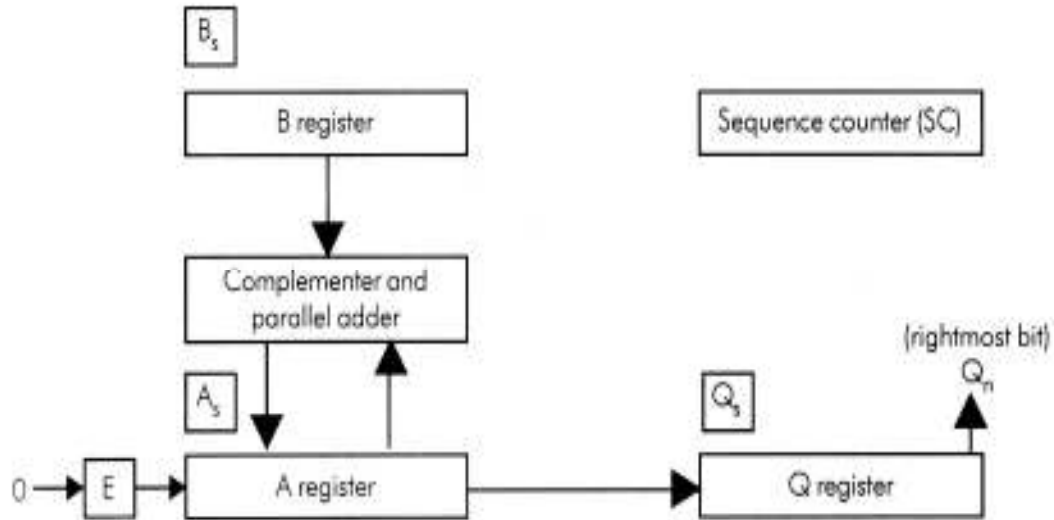 Bs
B register
Sequence counter (SC)
Complementer and
parallel adder
(rightmost bit)
Qn
As
Qs
0
E
A register
Q register